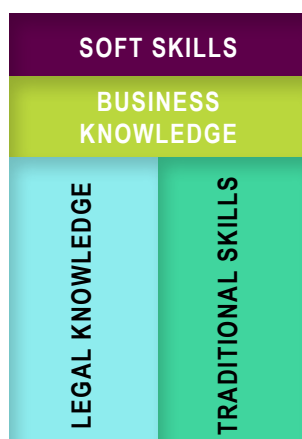 SOFT SKILLS
BUSINESS
KNOWLEDGE
LEGAL KNOWLEDGE
TRADITIONAL SKILLS